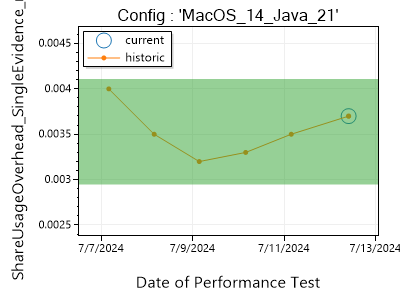 Config : 'MacOS_14_Java_21'
ShareUsageOverhead_SingleEvidence_
current
historic
0.0045
0.004
0.0035
0.003
0.0025
7/7/2024
7/9/2024
7/11/2024
7/13/2024
Date of Performance Test